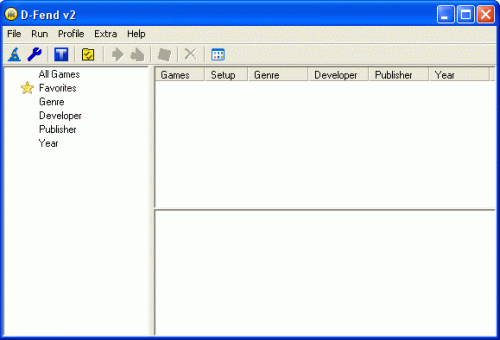 D-Fend v2
File Run Profile Extra Help
All Games
Favorites
Genre
Developer
Publisher
Year
Games Setup Genre Developer Publisher Year